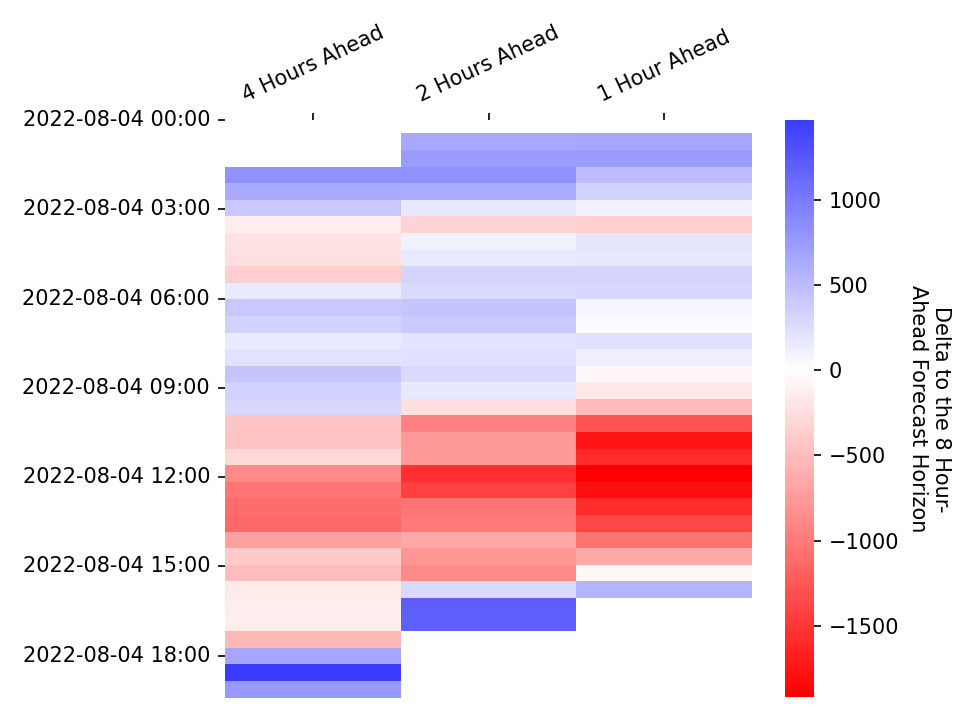 4 Hours Ahead
2 Hours Ahead
1 Hour Ahead
2022-08-04 00:00
2022-08-04 03:00
2022-08-04 06:00
2022-08-04 09:00
2022-08-04 12:00
2022-08-04 15:00
2022-08-04 18:00
1000
500
0
−500
−1000
−1500
Delta to the 8 Hour-
Ahead Forecast Horizon